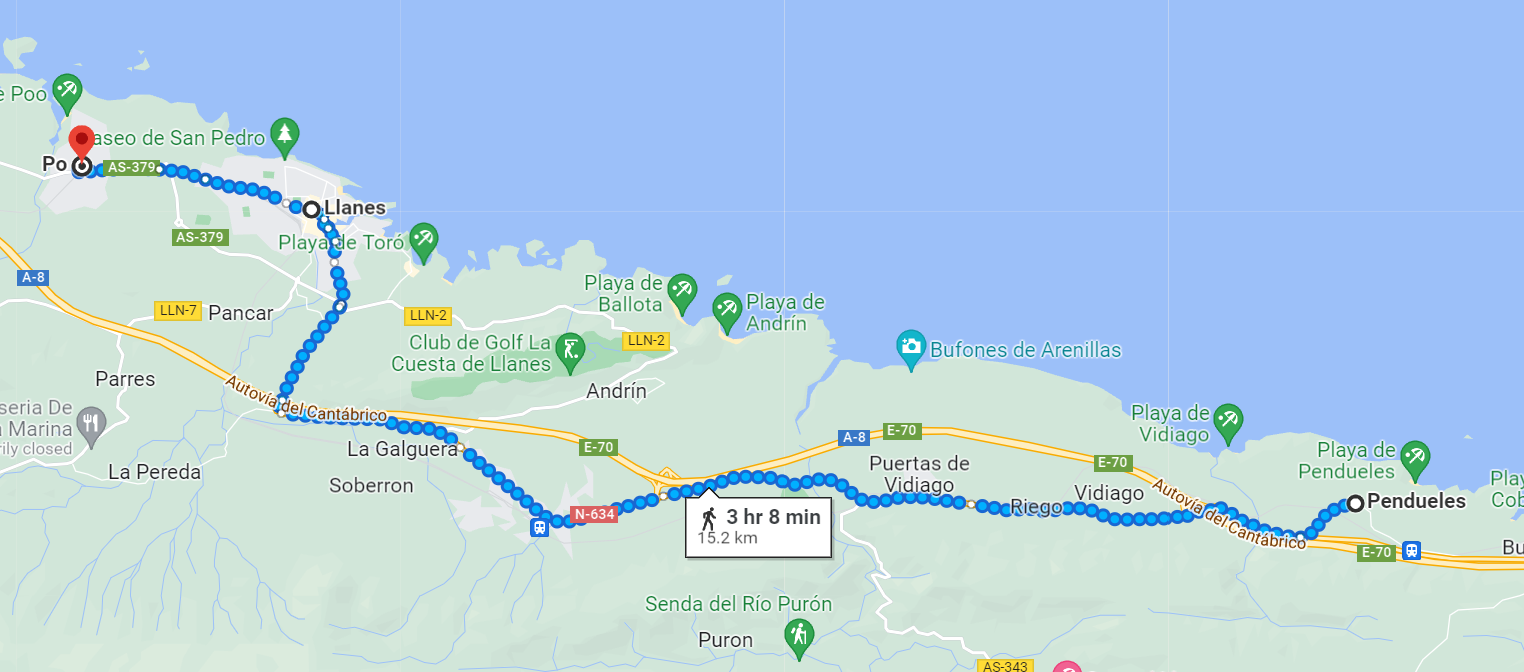 è Poo
aseo de San Pedro
Po
AS-379
Llanes
AS-379
Playa de Toró
A-8
LLN-7
Pancar
LLN-2
Playa de
Ballota
Playa de
Andrín
LLN-2
Club de Golf La
Cuesta de Llanes
Bufones de Arenillas
Parres
Autovía del Cantábrico
Andrín
seria De
a Marina
rily closed
La Galguera
E-70
A-8
E-70
Playa de
Vidiago
La Pereda
Soberron
Puertas de
Vidiago
E-70
Playa de
Pendueles
Vidiago
Autovía del Cantábrico
Play
Cob
Pendueles
N-634
3 hr 8 min
15.2 km
Riego
E-70
Bu
Senda del Río Purón
Puron
AS-343